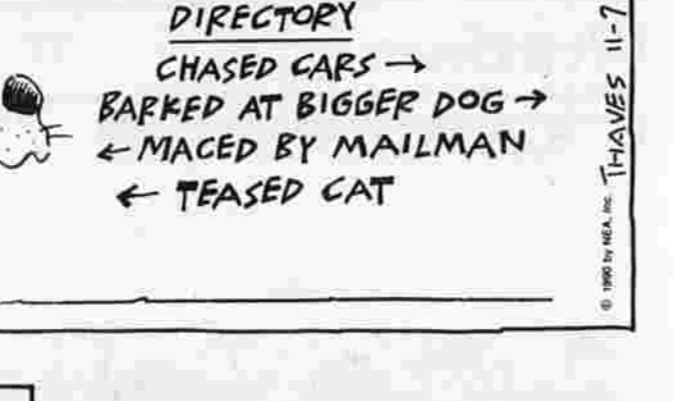 DIRECTORY
CHASED CARS →
BARKED AT BIGGER DOG →
← MACED BY MAILMAN
← TEASED CAT
© 1990 by NEA, Inc. THAVES 11-7